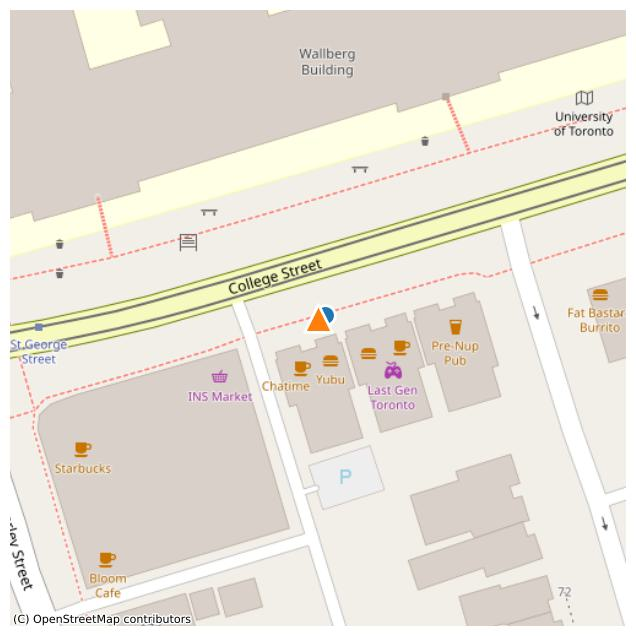 Wallberg
Building
University
of Toronto
College Street
St.George
Street
Fat Bastar
Burrito
Pre-Nup
Pub
INS Market
Chatime
Yubu
Last Gen
Toronto
P
Starbucks
Bloom
Cafe
72
(C) OpenStreetMap contributors